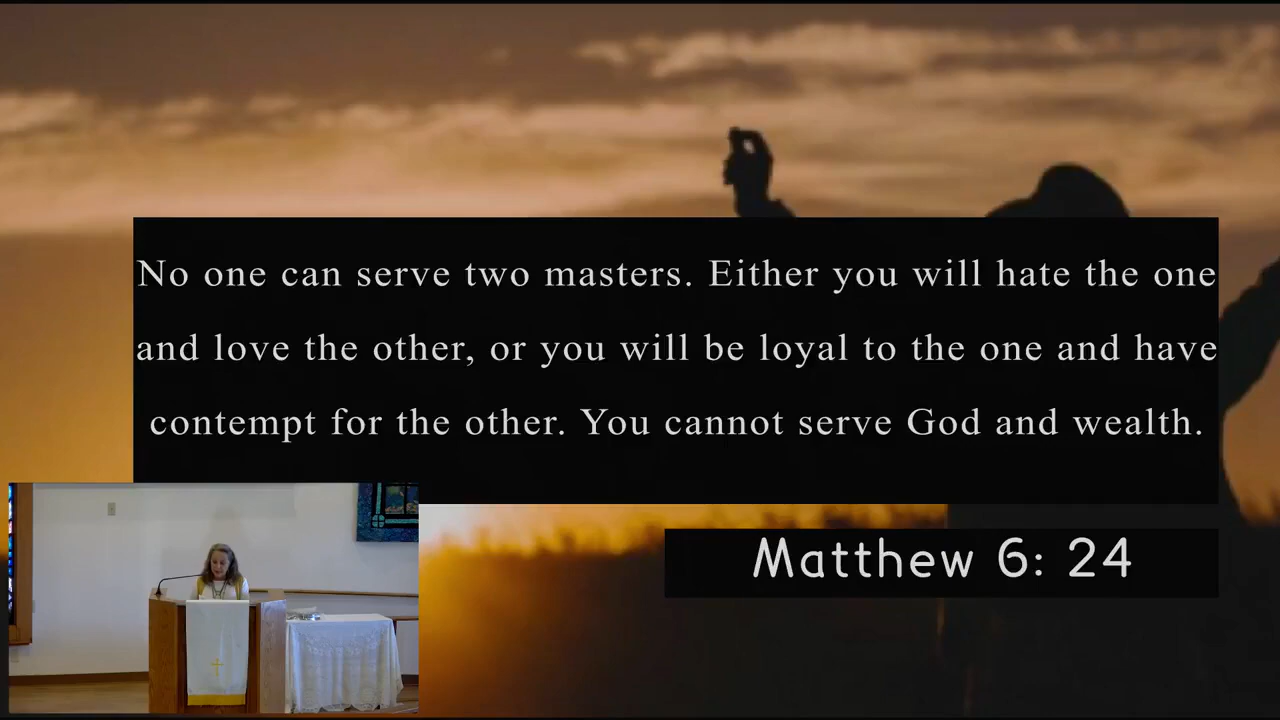 No one can serve two masters. Either you will hate the one
and love the other, or you will be loyal to the one and have
contempt for the other. You cannot serve God and wealth.
Matthew 6: 24